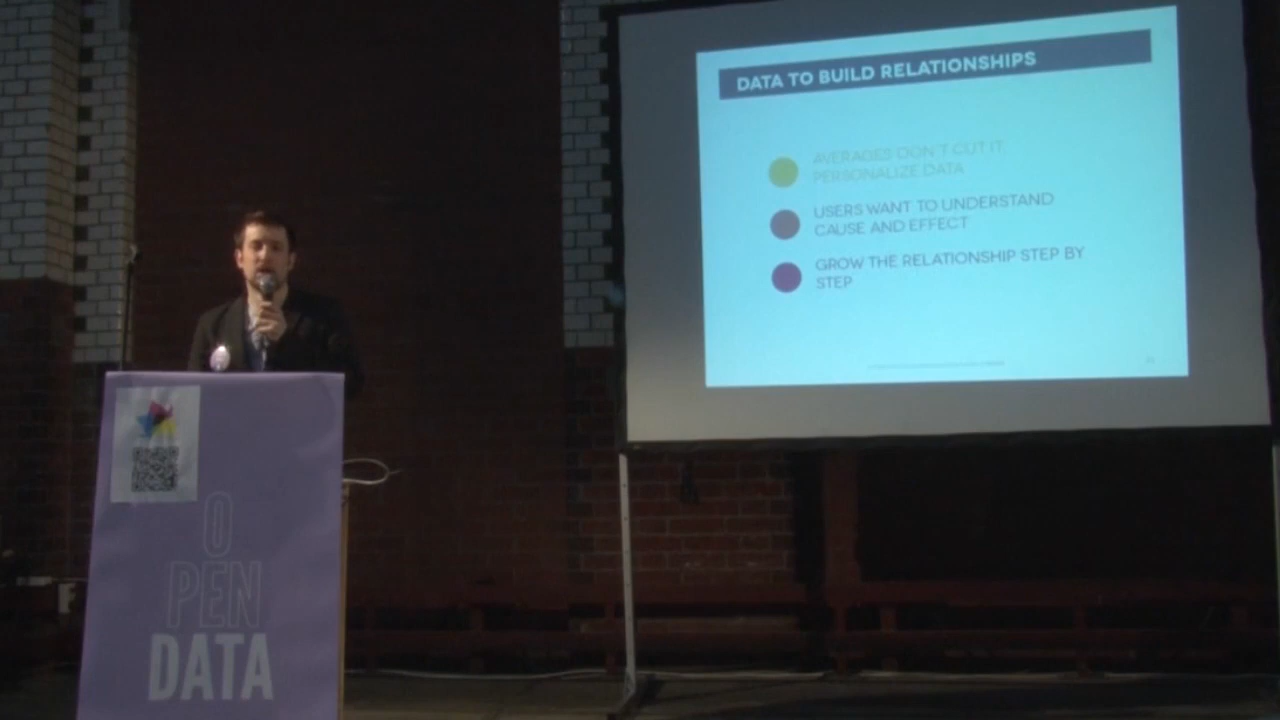 DATA TO BUILD RELATIONSHIPS
AVERAGES DON'T CUT IT,
PERSONALIZE DATA
USERS WANT TO UNDERSTAND
CAUSE AND EFFECT
GROW THE RELATIONSHIP STEP BY
STEP
O
PEN
DATA